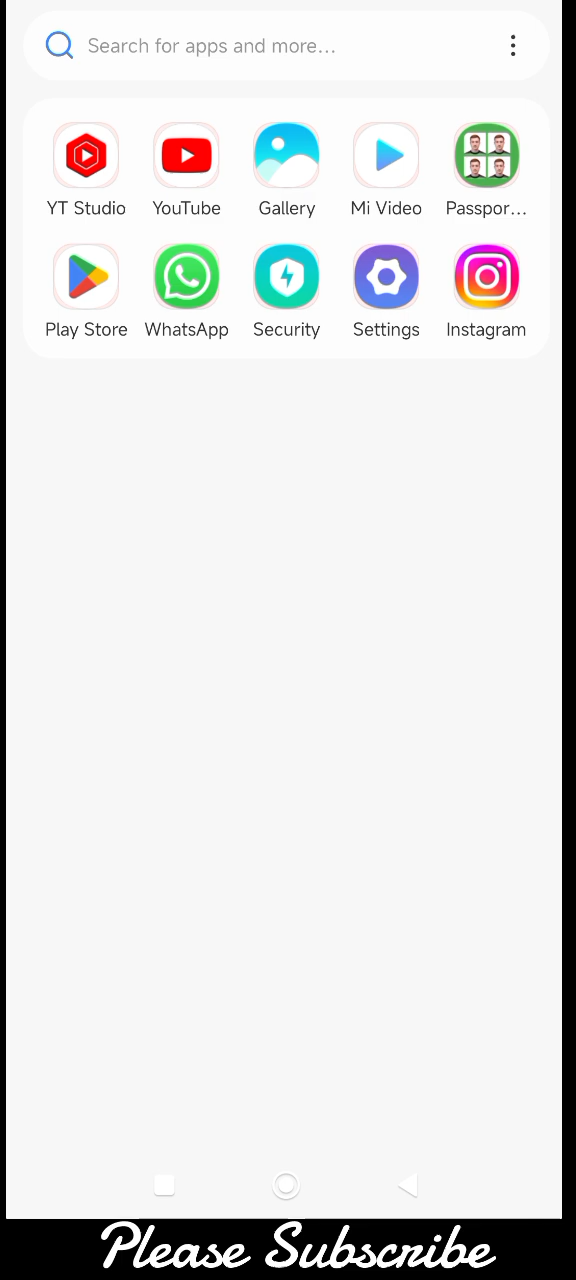 Search for apps and more...
YT Studio YouTube Gallery Mi Video Passpor...
Play Store WhatsApp Security Settings Instagram
Please Subscribe